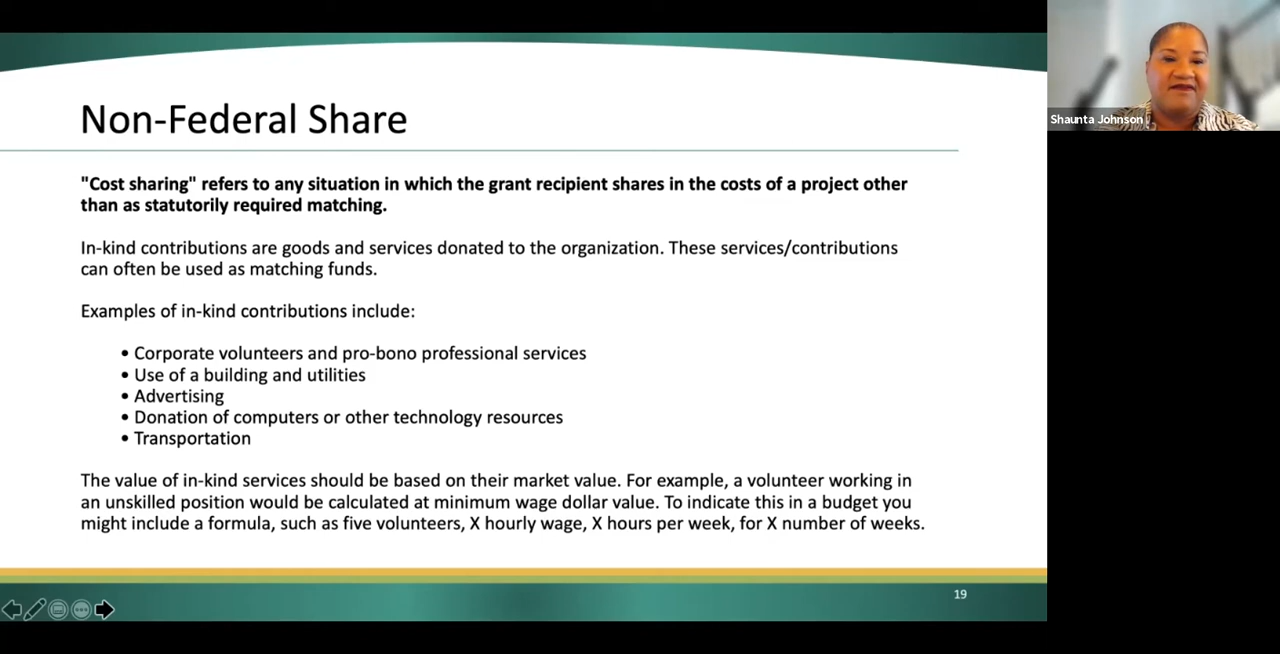 Non-Federal Share
"Cost sharing" refers to any situation in which the grant recipient shares in the costs of a project other
than as statutorily required matching.
In-kind contributions are goods and services donated to the organization. These services/contributions
can often be used as matching funds.
Examples of in-kind contributions include:
• Corporate volunteers and pro-bono professional services
• Use of a building and utilities
• Advertising
• Donation of computers or other technology resources
• Transportation
The value of in-kind services should be based on their market value. For example, a volunteer working in
an unskilled position would be calculated at minimum wage dollar value. To indicate this in a budget you
might include a formula, such as five volunteers, X hourly wage, X hours per week, for X number of weeks.
19
Shaunta Johnson